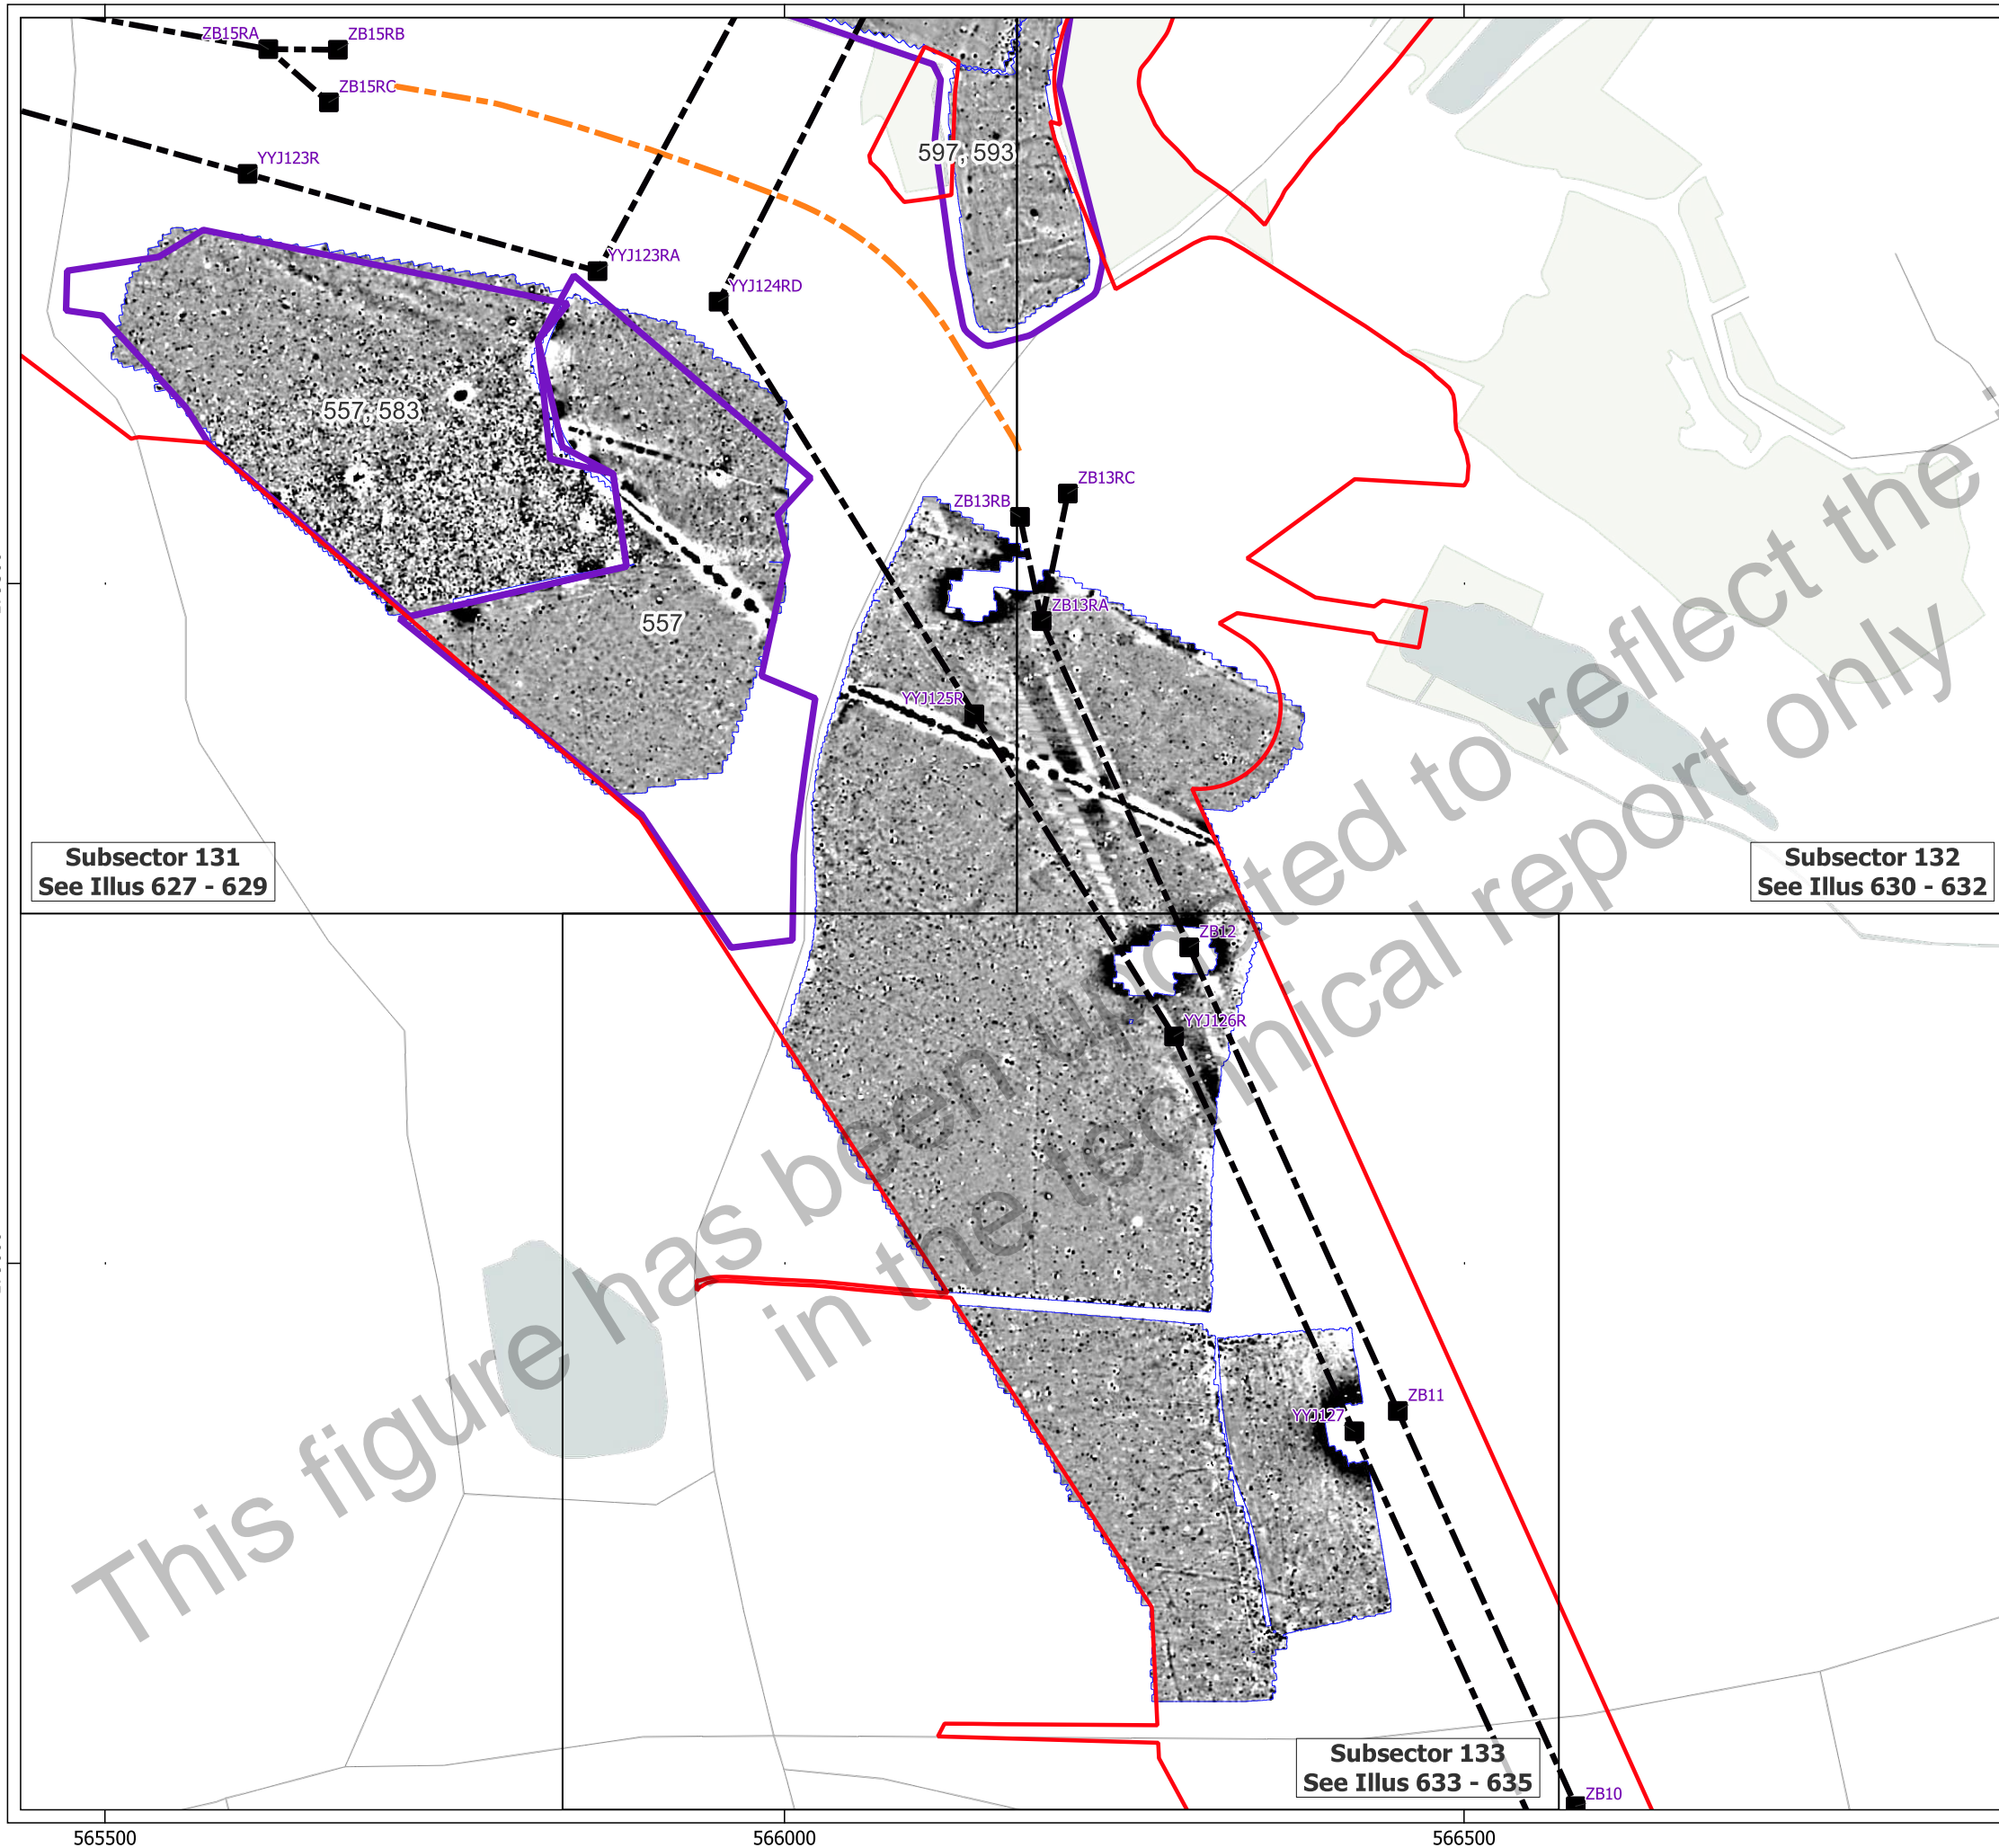 ZB15RA
ZB15RB
ZB15RC
YYJ123R
597, 593
YYJ123RA
YYJ124RD
557, 583
ZB13RC
ZB13RB
ZB13RA
557
YYJ125R
Subsector 131
See Illus 627 - 629
Subsector 132
See Illus 630 - 632
ZB12
YYJ126R
This figure has been updated to reflect the
in the technical report only
ZB11
YYJ127
Subsector 133
See Illus 633 - 635
ZB10
565500
566000
566500